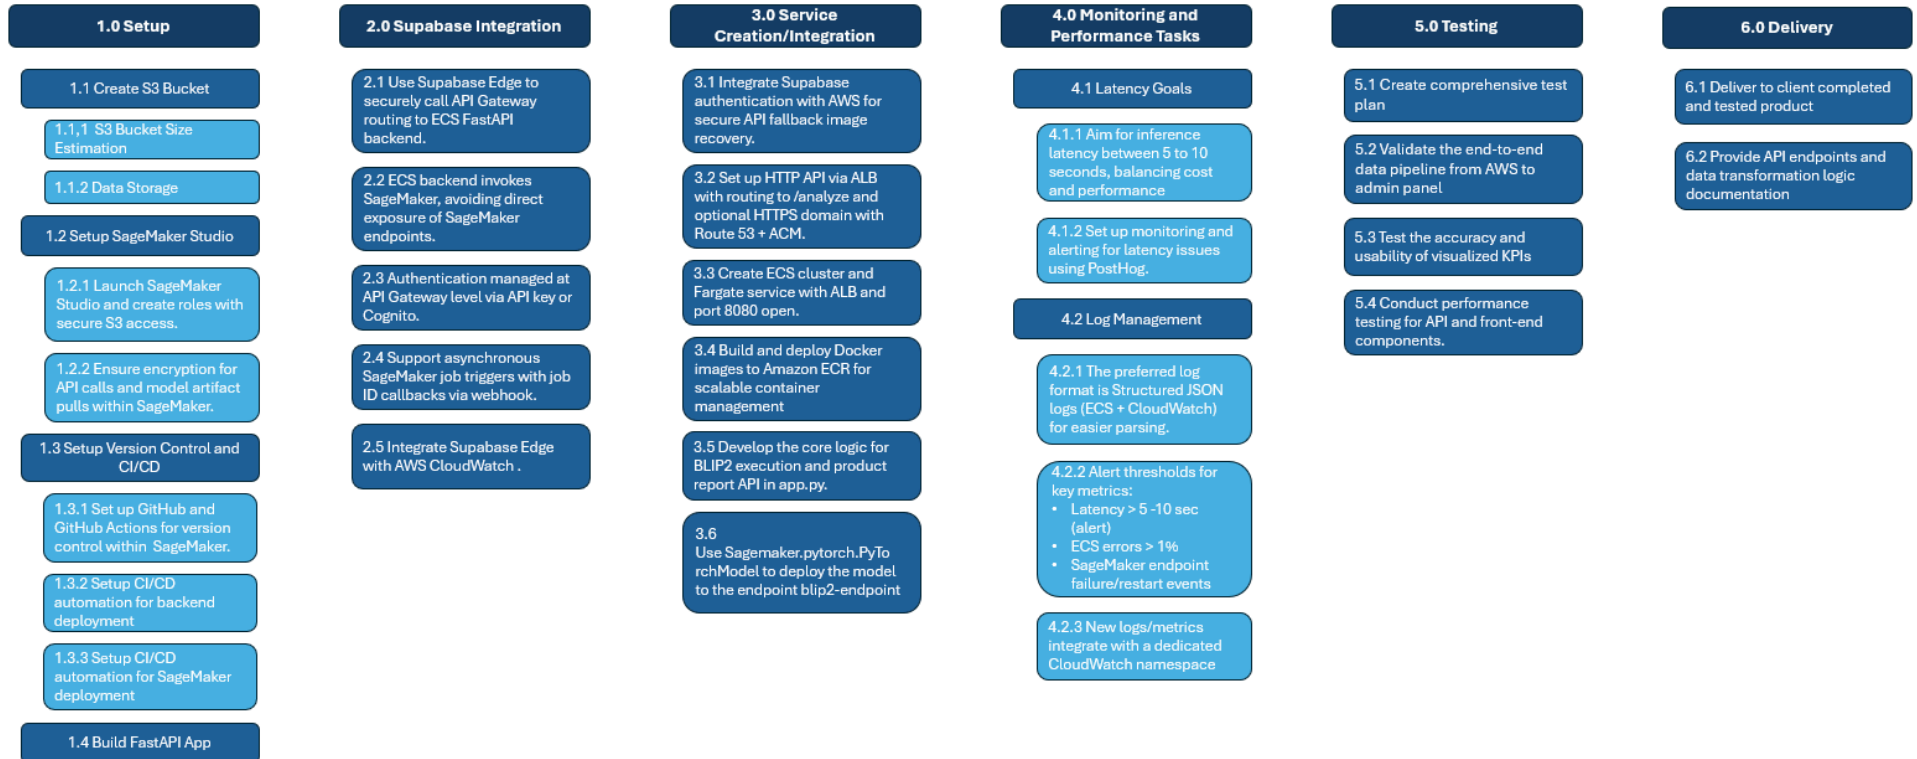 1.0 Setup
1.1 Create S3 Bucket
1.1,1 S3 Bucket Size
Estimation
1.1.2 Data Storage
1.2 Setup SageMaker Studio
1.2.1 Launch SageMaker
Studio and create roles with
secure S3 access.
1.2.2 Ensure encryption for
API calls and model artifact
pulls within SageMaker.
1.3 Setup Version Control and
CI/CD
1.3.1 Set up GitHub and
GitHub Actions for version
control within SageMaker.
1.3.2 Setup CI/CD
automation for backend
deployment
1.3.3 Setup CI/CD
automation for SageMaker
deployment
1.4 Build FastAPI App
2.0 Supabase Integration
2.1 Use Supabase Edge to
securely call API Gateway
routing to ECS FastAPI
backend.
2.2 ECS backend invokes
SageMaker, avoiding direct
exposure of SageMaker
endpoints.
2.3 Authentication managed at
API Gateway level via API key or
Cognito.
2.4 Support asynchronous
SageMaker job triggers with job
ID callbacks via webhook.
2.5 Integrate Supabase Edge
with AWS CloudWatch .
3.0 Service
Creation/Integration
3.1 Integrate Supabase
authentication with AWS for
secure API fallback image
recovery.
3.2 Set up HTTP API via ALB
with routing to /analyze and
optional HTTPS domain with
Route 53 + ACM.
3.3 Create ECS cluster and
Fargate service with ALB and
port 8080 open.
3.4 Build and deploy Docker
images to Amazon ECR for
scalable container
management
3.5 Develop the core logic for
BLIP2 execution and product
report API in app.py.
3.6
Use Sagemaker.pytorch.PyTo
rchModel to deploy the model
to the endpoint blip2-endpoint
4.0 Monitoring and
Performance Tasks
4.1 Latency Goals
4.1.1 Aim for inference
latency between 5 to 10
seconds, balancing cost
and performance
4.1.2 Set up monitoring and
alerting for latency issues
using PostHog.
4.2 Log Management
4.2.1 The preferred log
format is Structured JSON
logs (ECS + CloudWatch)
for easier parsing.
4.2.2 Alert thresholds for
key metrics:
• Latency > 5 -10 sec
(alert)
• ECS errors > 1%
• SageMaker endpoint
failure/restart events
4.2.3 New logs/metrics
integrate with a dedicated
CloudWatch namespace
5.0 Testing
5.1 Create comprehensive test
plan
5.2 Validate the end-to-end
data pipeline from AWS to
admin panel
5.3 Test the accuracy and
usability of visualized KPIs
5.4 Conduct performance
testing for API and front-end
components.
6.0 Delivery
6.1 Deliver to client completed
and tested product
6.2 Provide API endpoints and
data transformation logic
documentation